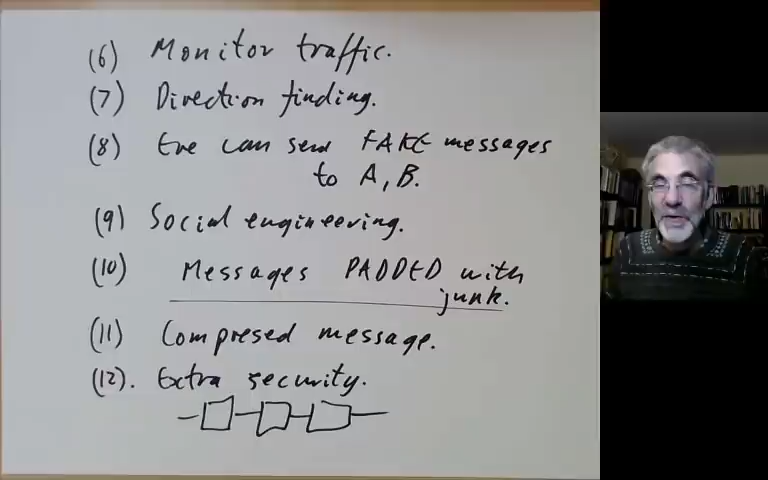 (6) Monitor traffic.
(7) Direction finding.
(8) Eve can send FAKE messages
to A, B.
(9) Social engineering.
(10) Messages PADDED with
junk.
(11) Compresed message.
(12). Extra security.